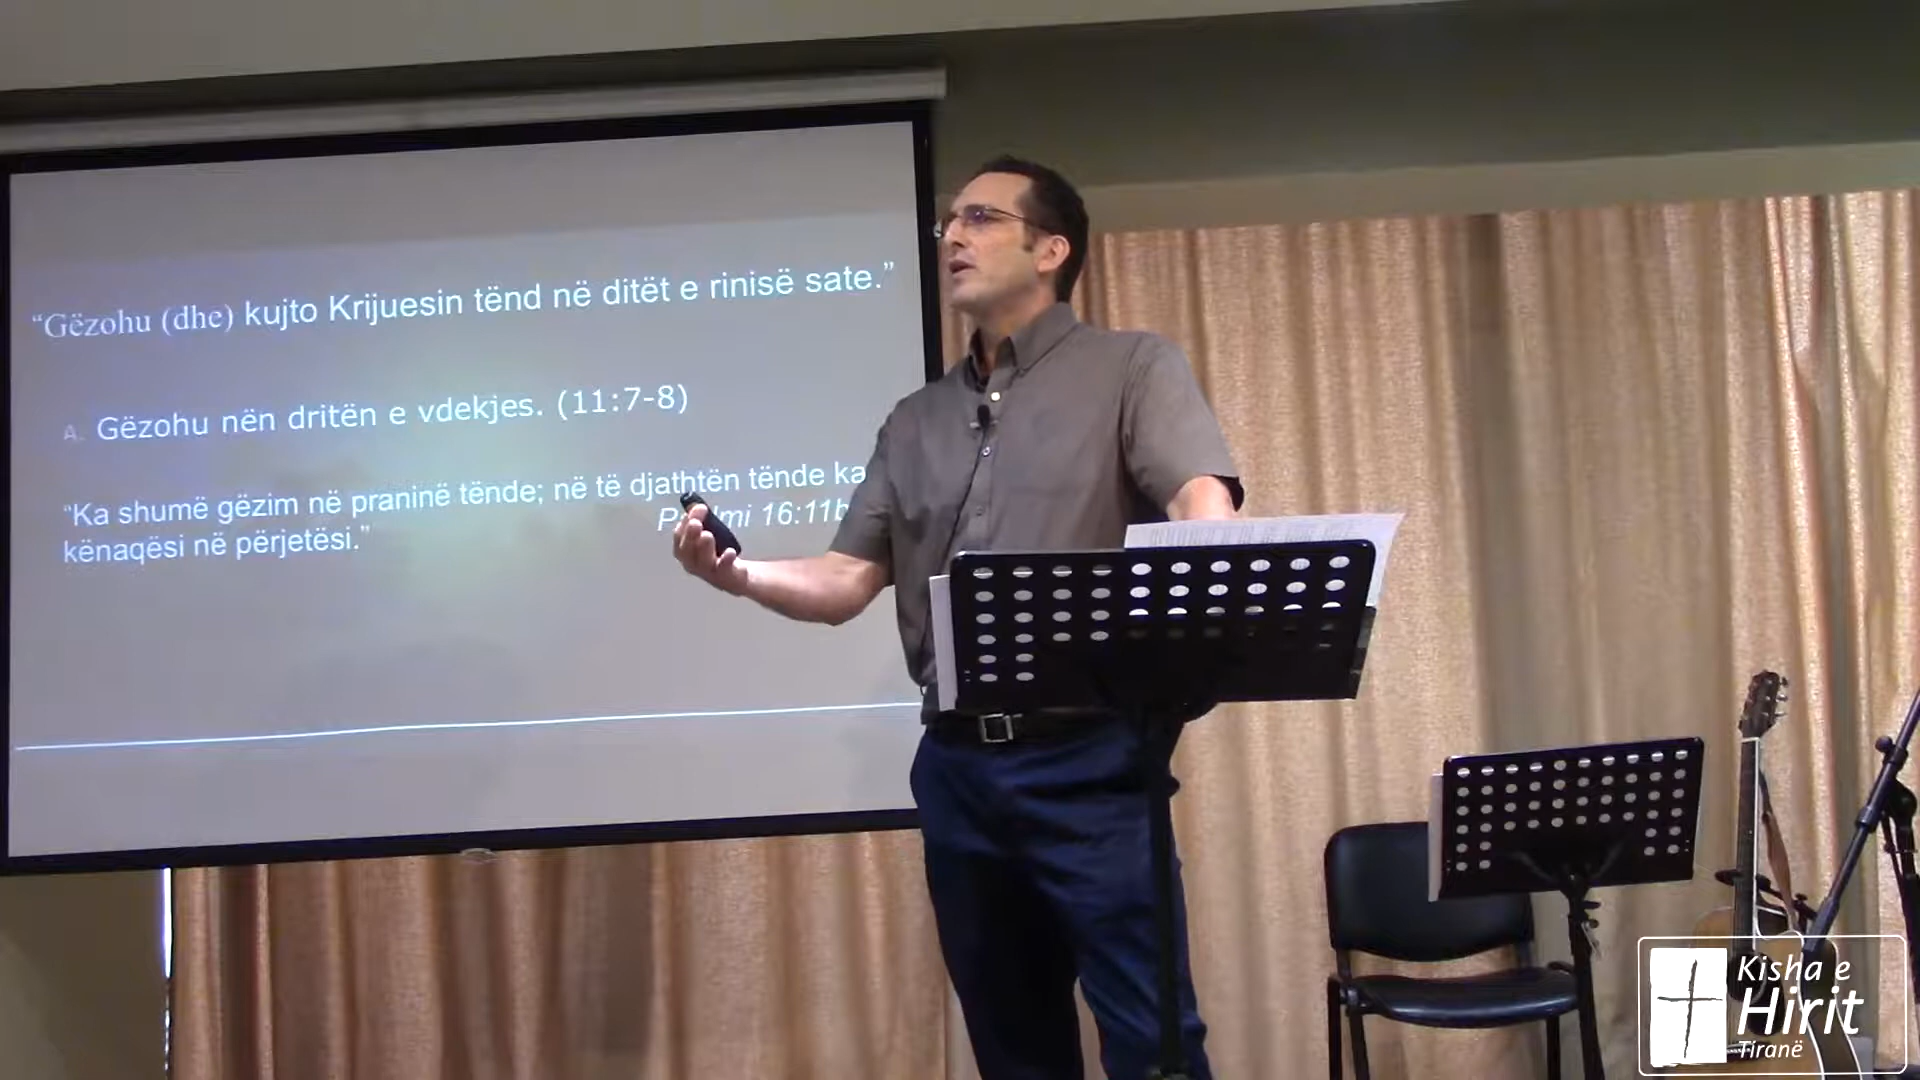 “Gëzohu (dhe) kujto Krijuesin tënd në ditët e rinisë sate.”
A. Gëzohu nën dritën e vdekjes. (11:7-8)
“Ka shumë gëzim në praninë tënde; në të djathtën tënde ka
kënaqësi në përjetësi.”
16:11b
Kisha e
Hirit
Tiranë